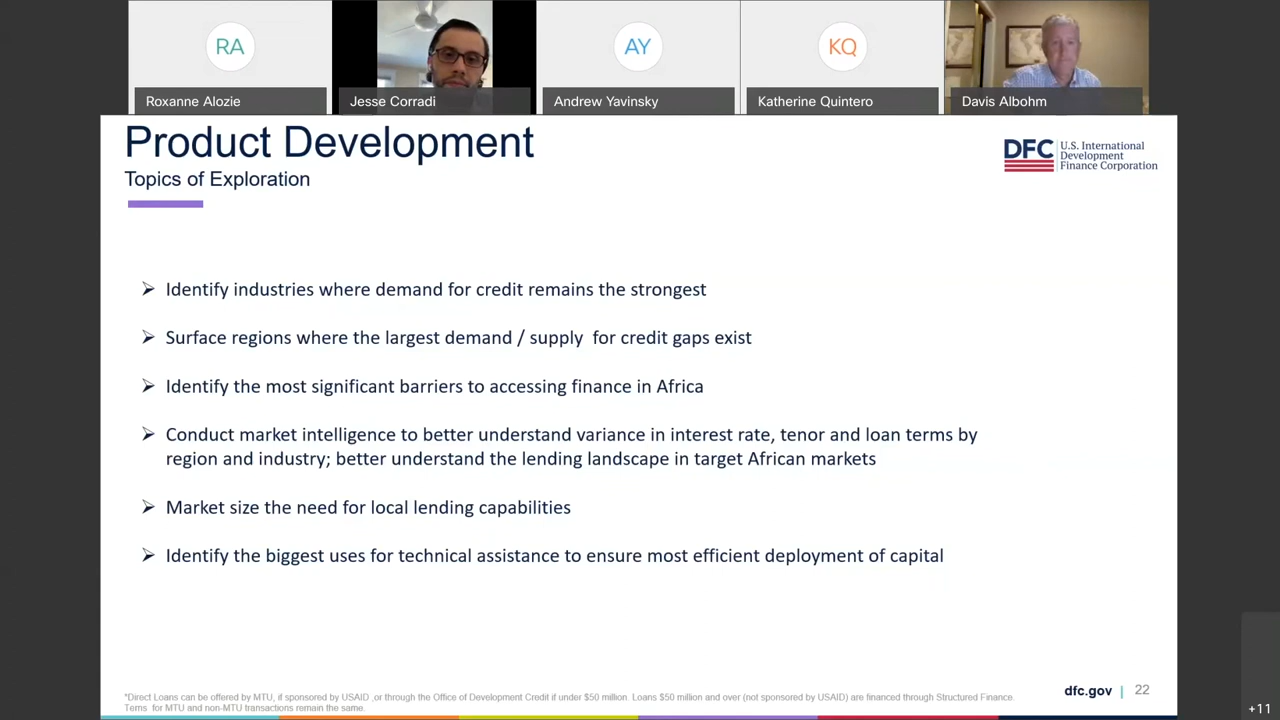 RA
AY
KQ
Roxanne Alozie
Jesse Corradi
Andrew Yavinsky
Katherine Quintero
Davis Albohm
Product Development
Topics of Exploration
DFC
U.S. International
Development
Finance Corporation
➢ Identify industries where demand for credit remains the strongest
➢ Surface regions where the largest demand / supply for credit gaps exist
➢ Identify the most significant barriers to accessing finance in Africa
➢ Conduct market intelligence to better understand variance in interest rate, tenor and loan terms by
region and industry; better understand the lending landscape in target African markets
➢ Market size the need for local lending capabilities
➢ Identify the biggest uses for technical assistance to ensure most efficient deployment of capital
*Direct Loans can be offered by MTU, if sponsored by USAID ,or through the Office of Development Credit if under $50 million. Loans $50 million and over (not sponsored by USAID) are financed through Structured Finance.
Terms for MTU and non-MTU transactions remain the same.
dfc.gov | 22
+11